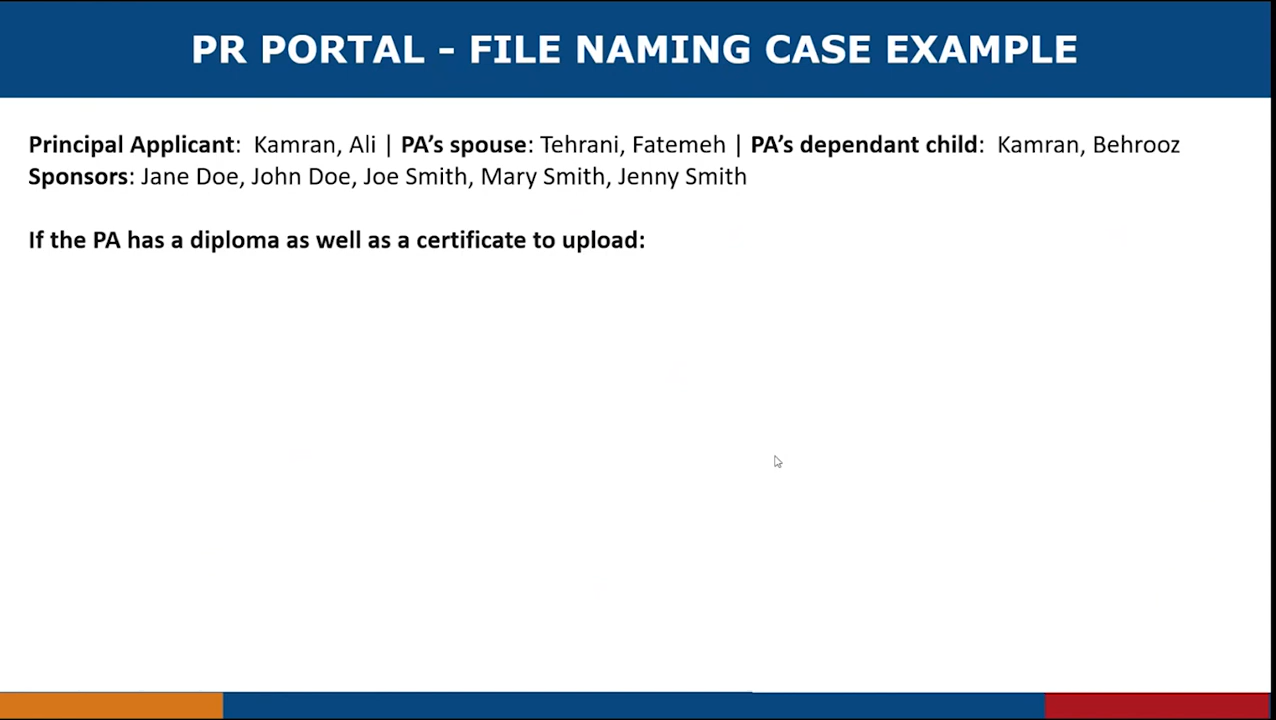 PR PORTAL – FILE NAMING CASE EXAMPLE
Principal Applicant:  Kamran, Ali | PA’s spouse: Tehrani, Fatemeh | PA’s dependant child:  Kamran, Behrooz
Sponsors: Jane Doe, John Doe, Joe Smith, Mary Smith, Jenny Smith
If the PA has a diploma as well as a certificate to upload: